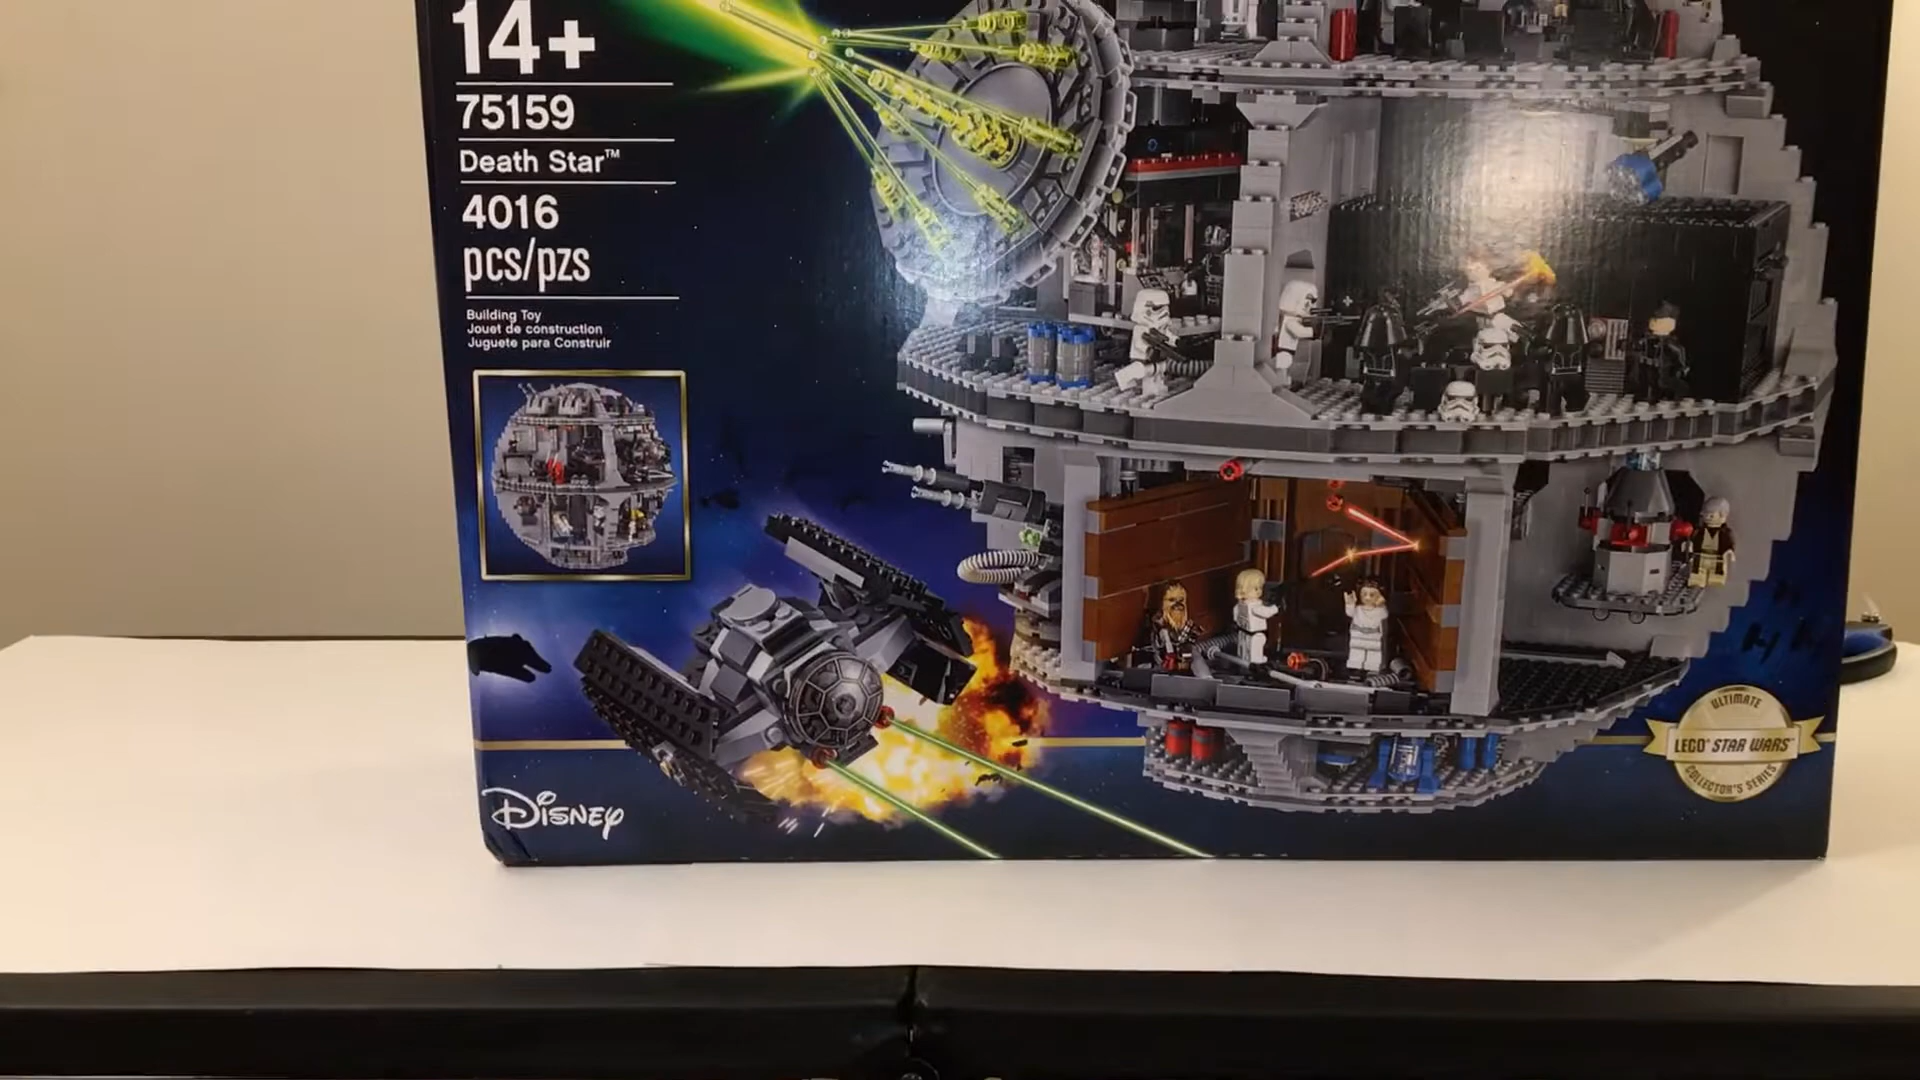 14+
75159
Death Star™
4016
pcs/pzs
Building Toy
Jouet de construction
Juguete para Construir
Disney
ULTIMATE
LEGO® STAR WARS™
COLLECTOR'S SERIES